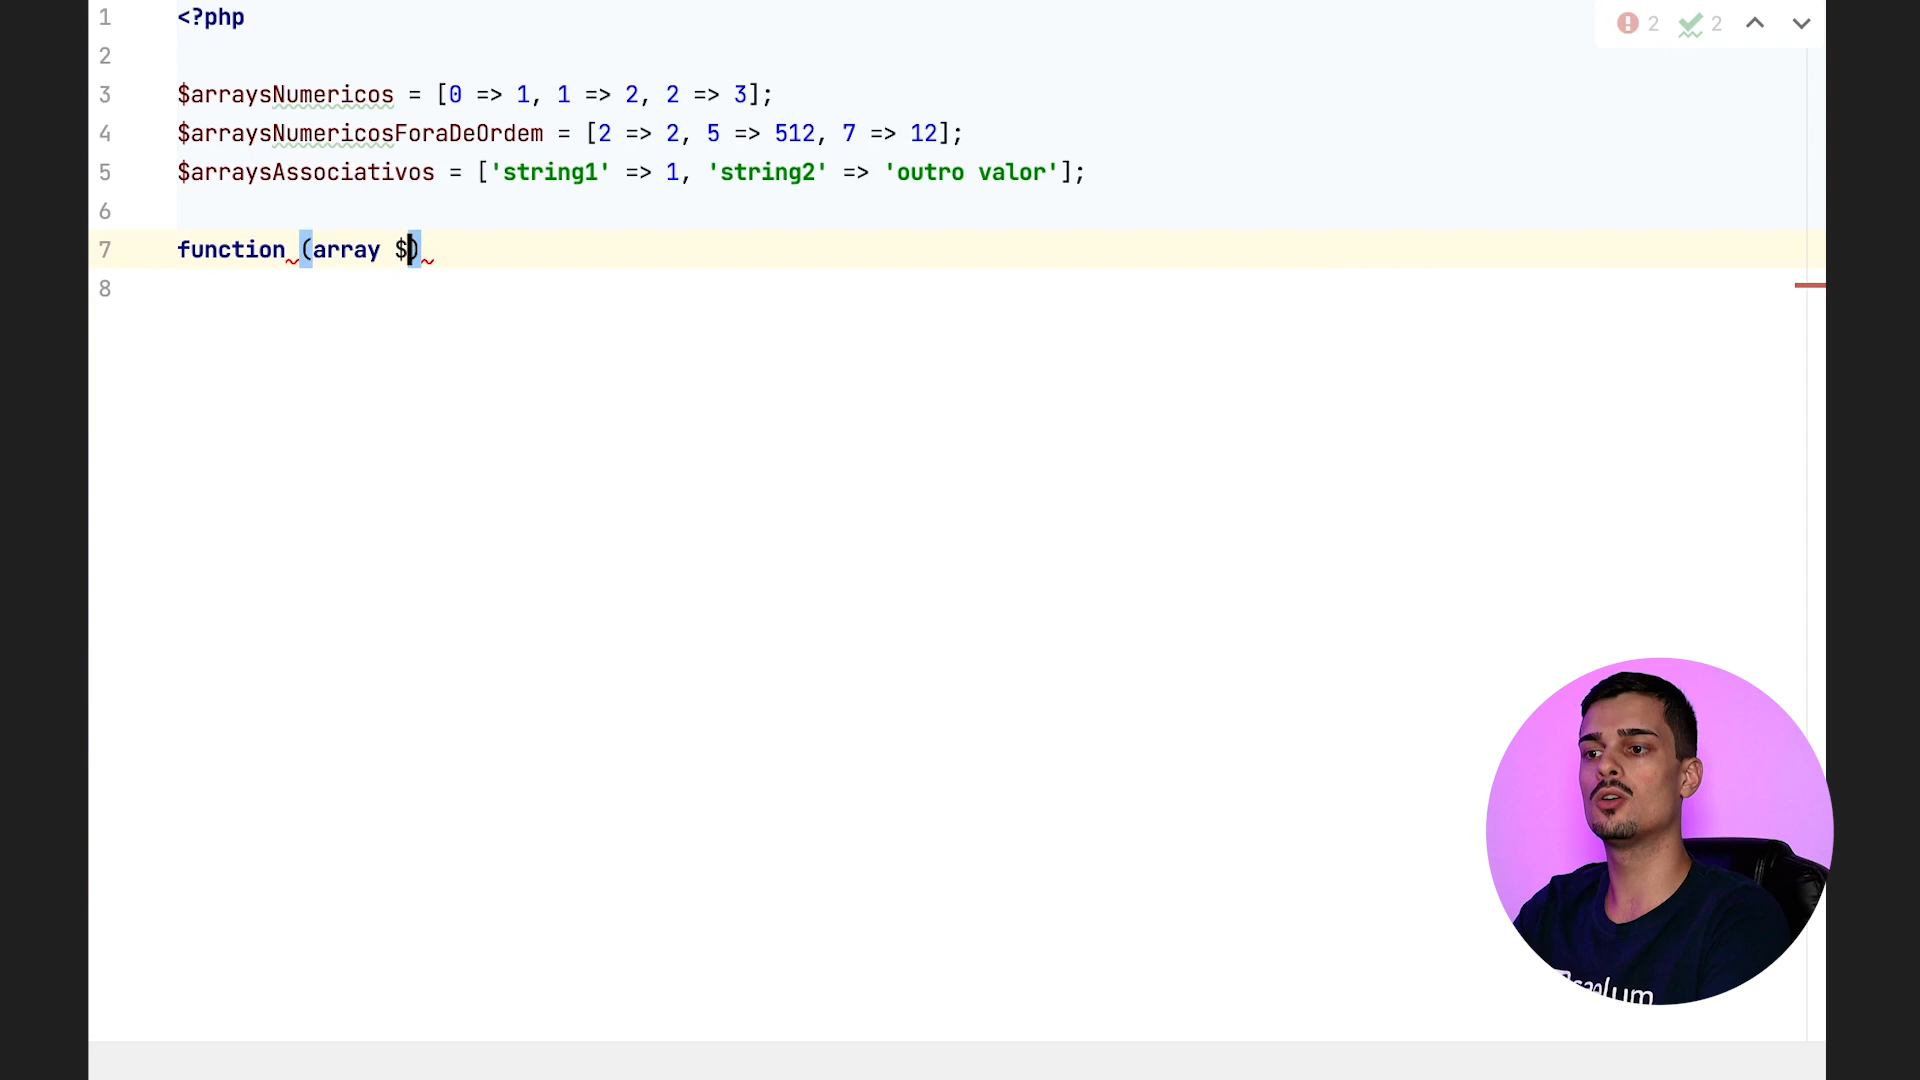 1 <?php
2
3 $arraysNumericos = [0 => 1, 1 => 2, 2 => 3];
4 $arraysNumericosForaDeOrdem = [2 => 2, 5 => 512, 7 => 12];
5 $arraysAssociativos = ['string1' => 1, 'string2' => 'outro valor'];
6
7 function (array $)
8
2 2